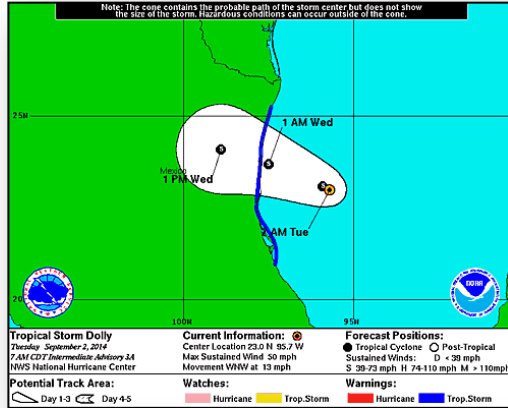 Note: The cone contains the probable path of the storm center but does not show
the size of the storm. Hazardous conditions can occur outside of the cone.
25N
1 AM Wed
S
S
Mexico
1 PM Wed
S
AM Tue
20
100W
95W
NOAA
Tropical Storm Dolly
Tuesday September 2, 2014
7 AM CDT Intermediate Advisory 3A
NWS National Hurricane Center
Current Information:
Center Location 23.0 N 95.7 W
Max Sustained Wind 50 mph
Movement WNW at 13 mph
Forecast Positions:
Tropical Cyclone Post-Tropical
Sustained Winds: D < 39 mph
S 39-73 mph H 74-110 mph M > 110mph
Potential Track Area:
Day 1-3 Day 4-5
Watches:
Hurricane Trop.Storm
Warnings:
Hurricane Trop.Storm